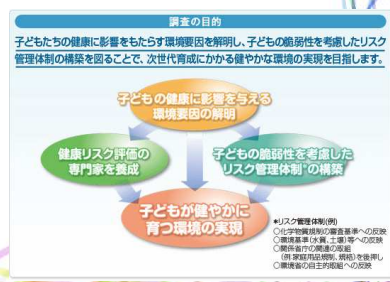 調査の目的
子どもたちの健康に影響をもたらす環境要因を解明し、子どもの脆弱性を考慮したリスク
管理体制の構築を図ることで、次世代育成にかかる健やかな環境の実現を目指します。
子どもの健康に影響を与える
環境要因の解明
健康リスク評価の
専門家を養成
子どもの脆弱性を考慮した
リスク管理体制*の構築
子どもが健やかに
育つ環境の実現
*リスク管理体制(例)
○化学物質規制の審査基準への反映
○環境基準(水質、土壌)等への反映
○関係省庁の関連の取組
(例:家庭用品規制、規格)を後押し
○環境省の自主的取組への反映